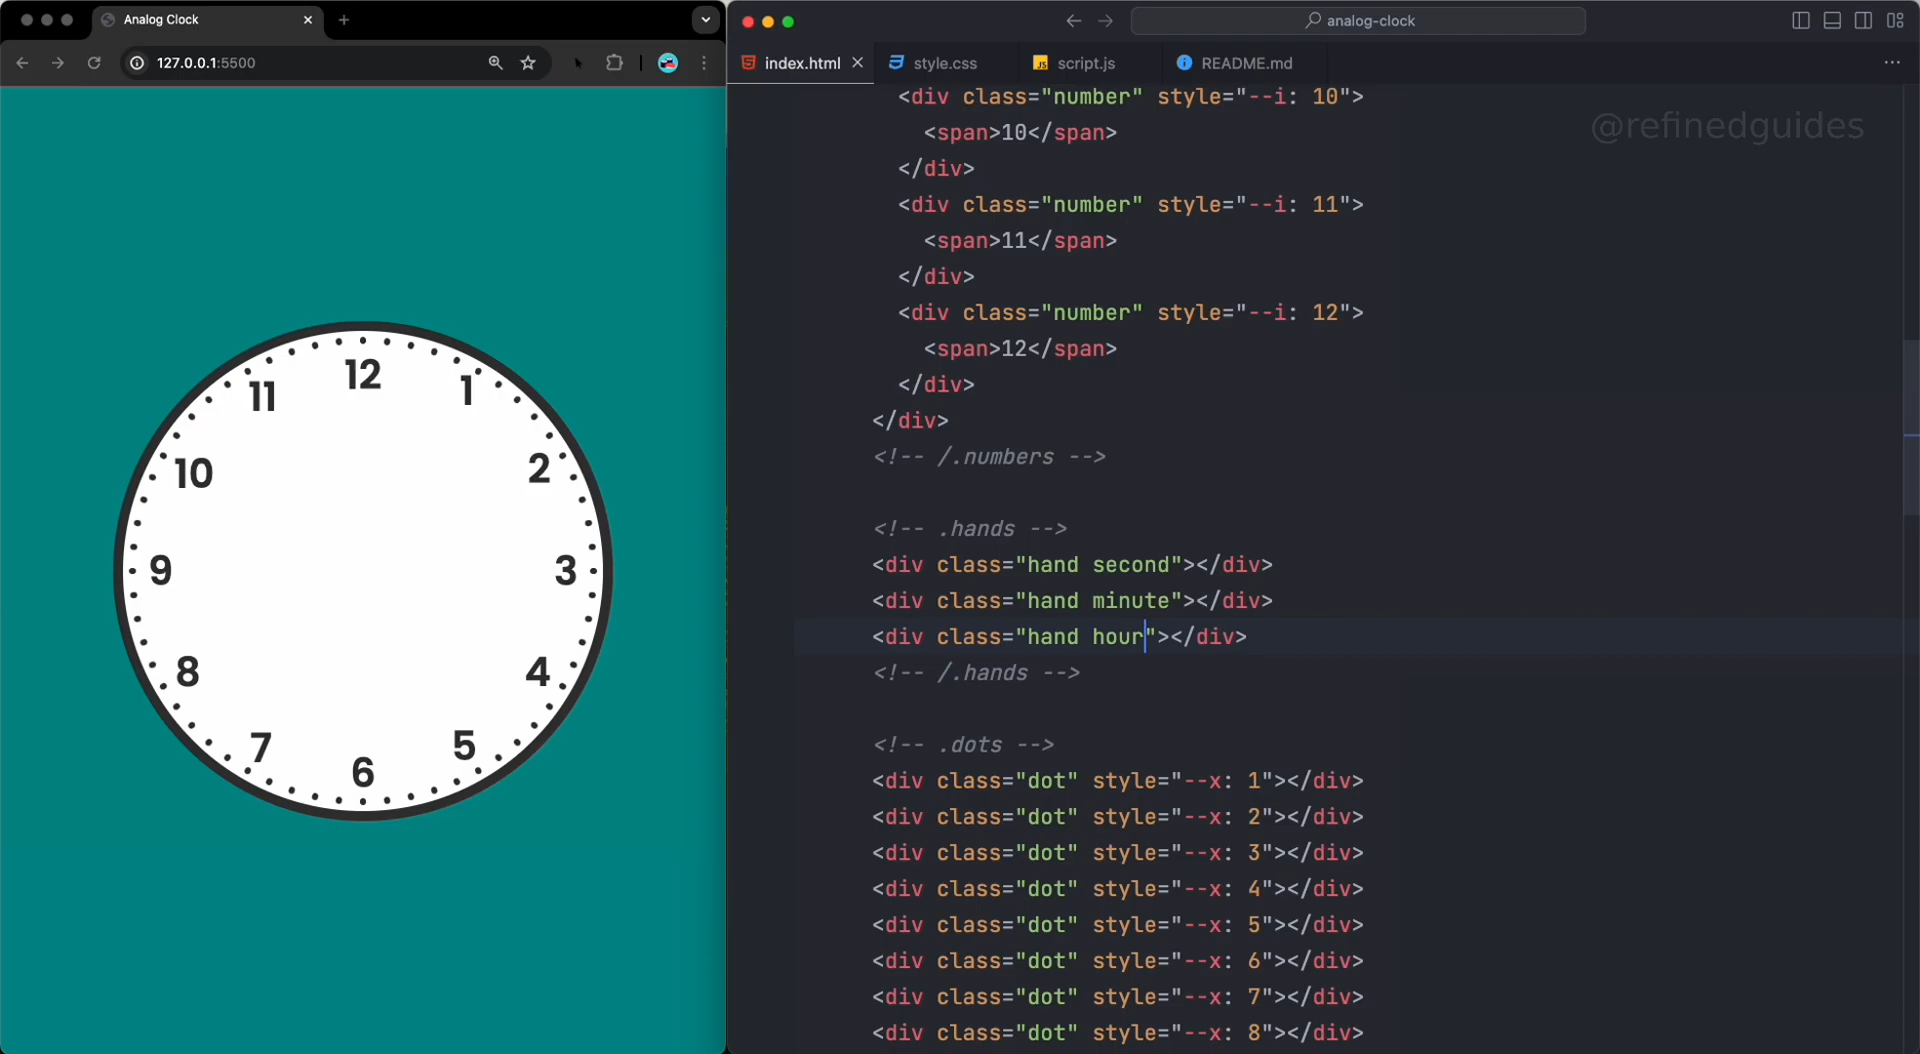 Analog Clock
127.0.0.1:5500
12
11
1
10
2
9
3
8
4
7
5
6
analog-clock
index.html
style.css
script.js
README.md
@refinedguides
<div class="number" style="--i: 10">
<span>10</span>
</div>
<div class="number" style="--i: 11">
<span>11</span>
</div>
<div class="number" style="--i: 12">
<span>12</span>
</div>
</div>
<!-- /.numbers -->
<!-- .hands -->
<div class="hand second"></div>
<div class="hand minute"></div>
<div class="hand hour"></div>
<!-- /.hands -->
<!-- .dots -->
<div class="dot" style="--x: 1"></div>
<div class="dot" style="--x: 2"></div>
<div class="dot" style="--x: 3"></div>
<div class="dot" style="--x: 4"></div>
<div class="dot" style="--x: 5"></div>
<div class="dot" style="--x: 6"></div>
<div class="dot" style="--x: 7"></div>
<div class="dot" style="--x: 8"></div>